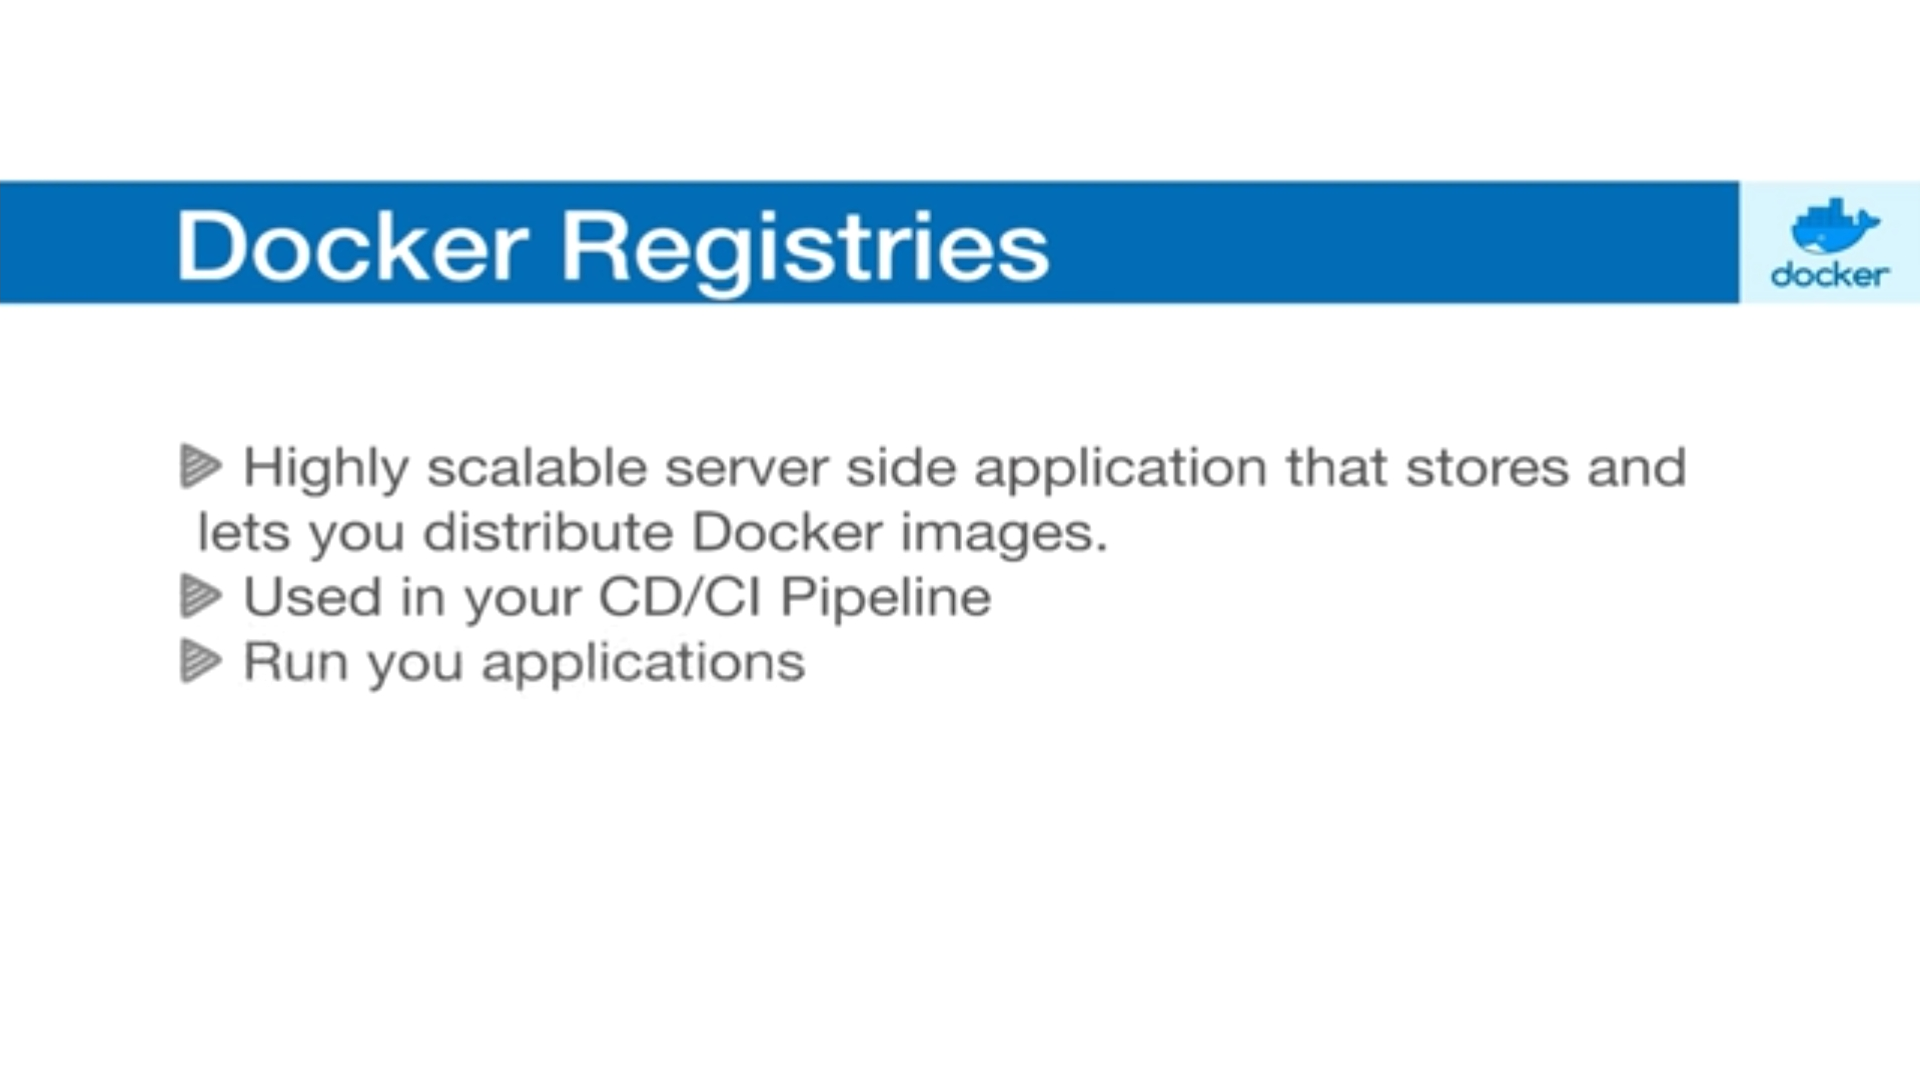 Docker Registries
docker
Highly scalable server side application that stores and
lets you distribute Docker images.
Used in your CD/CI Pipeline
Run you applications